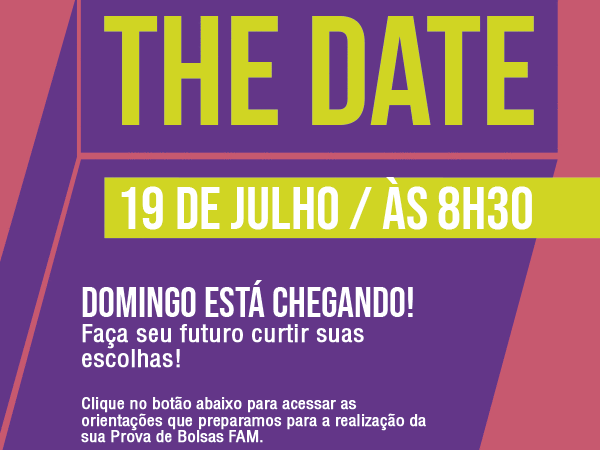 THE DATE
19 DE JULHO / ÀS 8H30
DOMINGO ESTÁ CHEGANDO!
Faça seu futuro curtir suas
escolhas!
Clique no botão abaixo para acessar as
orientações que preparamos para a realização da
sua Prova de Bolsas FAM.